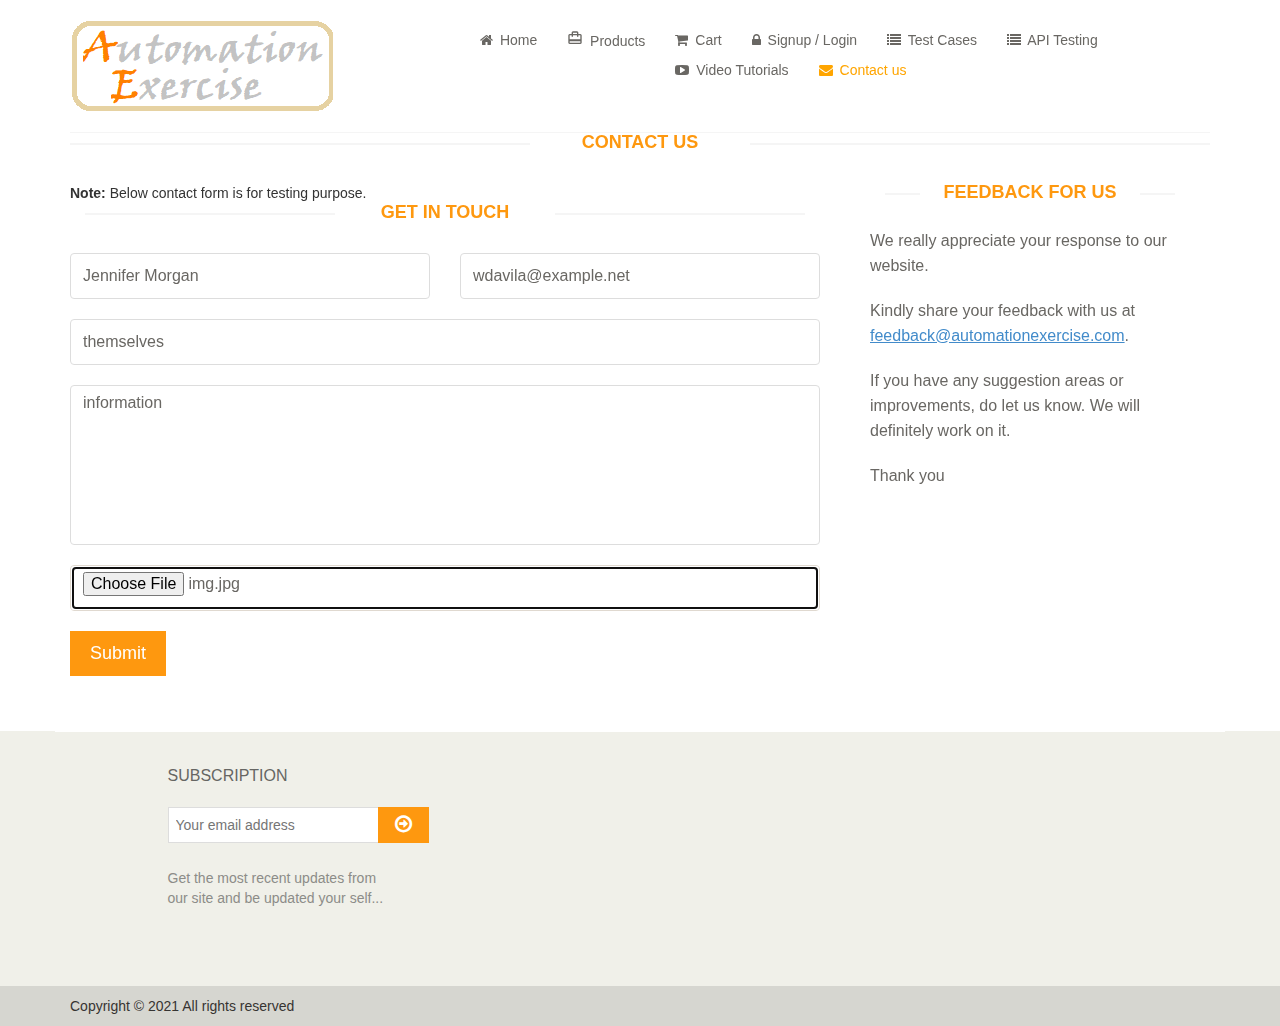 Automation
Exercise
Home
Products
Cart
Signup / Login
Test Cases
API Testing
Video Tutorials
Contact us
CONTACT US
Note: Below contact form is for testing purpose.
GET IN TOUCH
Jennifer Morgan
wdavila@example.net
themselves
information
Choose File img.jpg
Submit
FEEDBACK FOR US
We really appreciate your response to our
website.
Kindly share your feedback with us at
feedback@automationexercise.com.
If you have any suggestion areas or
improvements, do let us know. We will
definitely work on it.
Thank you
SUBSCRIPTION
Your email address
Get the most recent updates from
our site and be updated your self...
Copyright © 2021 All rights reserved